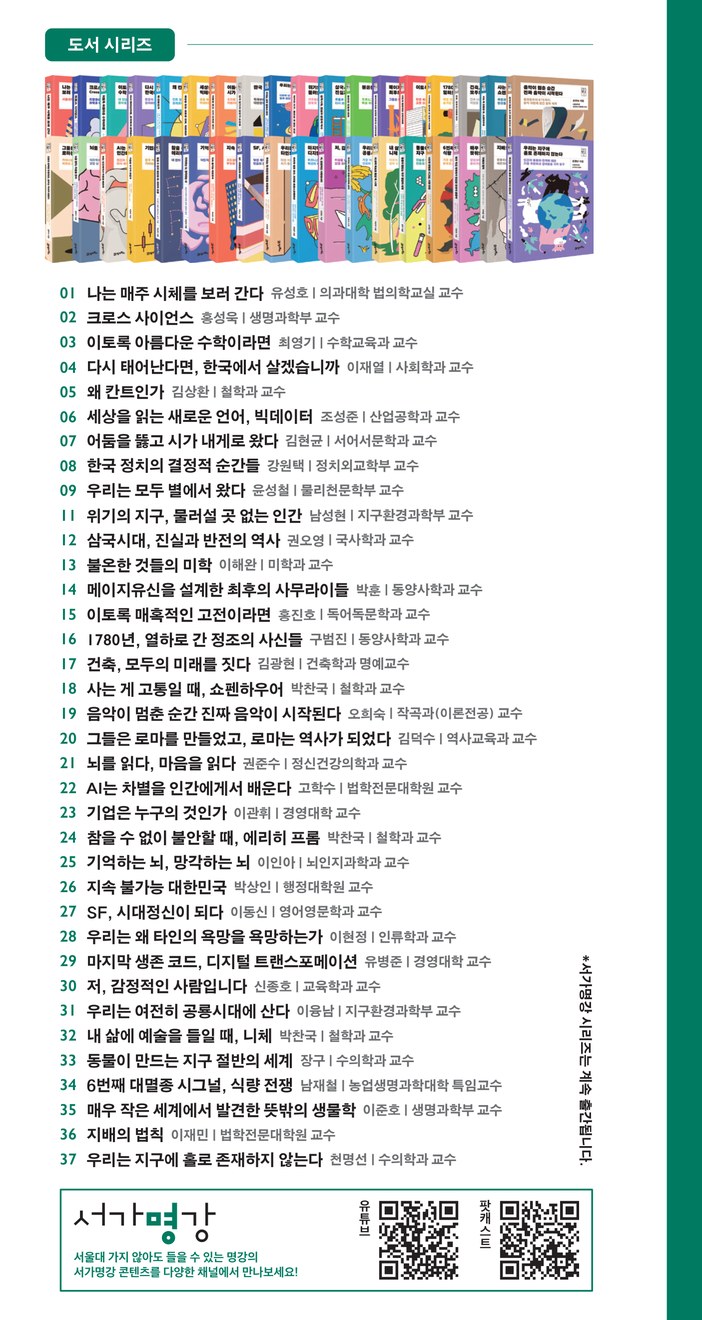 도서 시리즈
01 나는 매주 시체를 보러 간다 유성호 | 의과대학 법의학교실 교수
02 크로스 사이언스 홍성욱 | 생명과학부 교수
03 이토록 아름다운 수학이라면 최영기 | 수학교육과 교수
04 다시 태어난다면, 한국에서 살겠습니까 이재열 | 사회학과 교수
05 왜 칸트인가 김상환 | 철학과 교수
06 세상을 읽는 새로운 언어, 빅데이터 조성준 | 산업공학과 교수
07 어둠을 뚫고 시가 내게로 왔다 김현균 | 서어서문학과 교수
08 한국 정치의 결정적 순간들 강원택 | 정치외교학부 교수
09 우리는 모두 별에서 왔다 윤성철 | 물리천문학부 교수
11 위기의 지구, 물러설 곳 없는 인간 남성현 | 지구환경과학부 교수
12 삼국시대, 진실과 반전의 역사 권오영 | 국사학과 교수
13 불온한 것들의 미학 이해완 | 미학과 교수
14 메이지유신을 설계한 최후의 사무라이들 박훈 | 동양사학과 교수
15 이토록 매혹적인 고전이라면 홍진호 | 독어독문학과 교수
16 1780년, 열하로 간 정조의 사신들 구범진 | 동양사학과 교수
17 건축, 모두의 미래를 짓다 김광현 | 건축학과 명예교수
18 사는 게 고통일 때, 쇼펜하우어 박찬국 | 철학과 교수
19 음악이 멈춘 순간 진짜 음악이 시작된다 오희숙 | 작곡과(이론전공) 교수
20 그들은 로마를 만들었고, 로마는 역사가 되었다 김덕수 | 역사교육과 교수
21 뇌를 읽다, 마음을 읽다 권준수 | 정신건강의학과 교수
22 AI는 차별을 인간에게서 배운다 고학수 | 법학전문대학원 교수
23 기업은 누구의 것인가 이관휘 | 경영대학 교수
24 참을 수 없이 불안할 때, 에리히 프롬 박찬국 | 철학과 교수
25 기억하는 뇌, 망각하는 뇌 이인아 | 뇌인지과학과 교수
26 지속 불가능 대한민국 박상인 | 행정대학원 교수
27 SF, 시대정신이 되다 이동신 | 영어영문학과 교수
28 우리는 왜 타인의 욕망을 욕망하는가 이현정 | 인류학과 교수
29 마지막 생존 코드, 디지털 트랜스포메이션 유병준 | 경영대학 교수
30 저, 감정적인 사람입니다 신종호 | 교육학과 교수
31 우리는 여전히 공룡시대에 산다 이융남 | 지구환경과학부 교수
32 내 삶에 예술을 들일 때, 니체 박찬국 | 철학과 교수
33 동물이 만드는 지구 절반의 세계 장구 | 수의학과 교수
34 6번째 대멸종 시그널, 식량 전쟁 남재철 | 농업생명과학대학 특임교수
35 매우 작은 세계에서 발견한 뜻밖의 생물학 이준호 | 생명과학부 교수
36 지배의 법칙 이재민 | 법학전문대학원 교수
37 우리는 지구에 홀로 존재하지 않는다 천명선 | 수의학과 교수
*서가명강 시리즈는 계속 출간됩니다.
서가명강
서울대 가지 않아도 들을 수 있는 명강의
서가명강 콘텐츠를 다양한 채널에서 만나보세요!
유튜브
팟캐스트